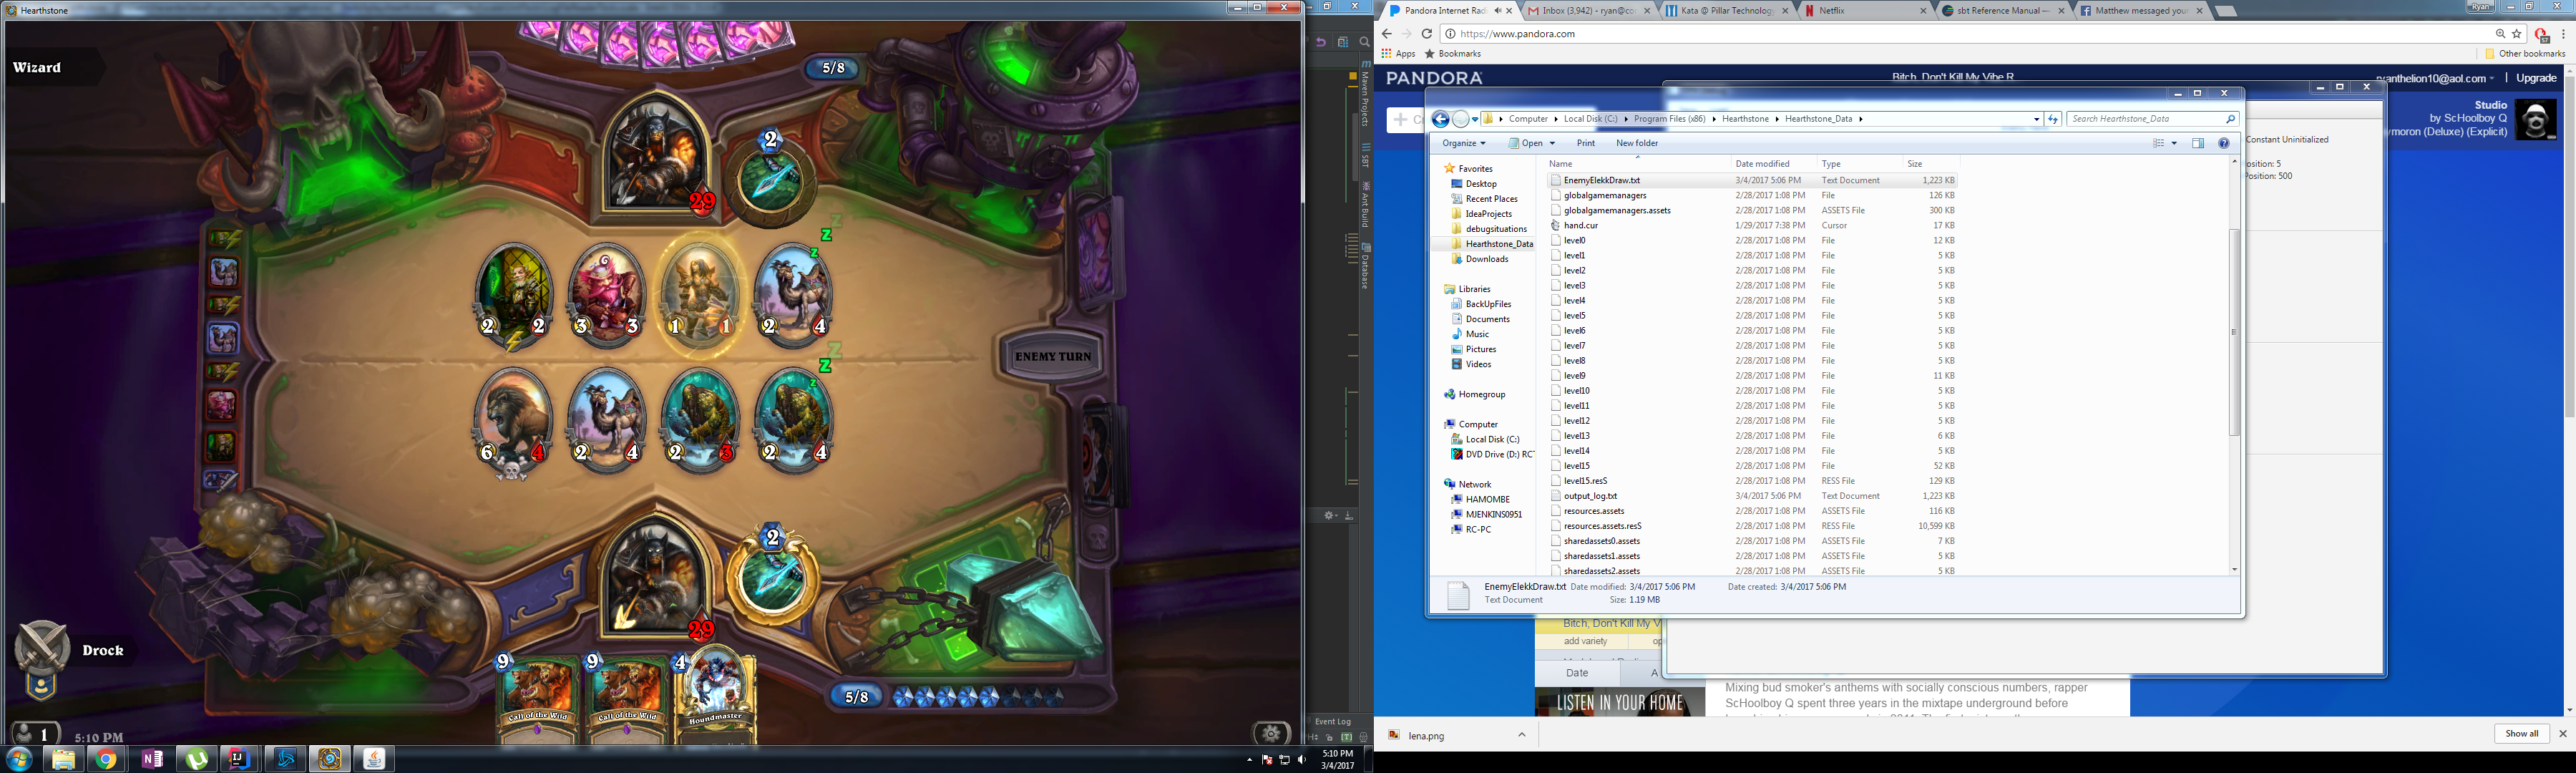 Hearthstone
Wizard
5/8
2
29
2 2
3 3
1 1
2 4
ENEMY TURN
6 4
2 4
2 3
2 4
2
29
Drock
9
Call of the Wild
9
Call of the Wild
4
Houndmaster
5/8
1
5:10 PM
Maven Projects
SBT
Ant Build
Database
Event Log
5:10 PM
3/4/2017
Pandora Internet Radi
Inbox (3,942) - ryan@co
Kata @ Pillar Technology
Netflix
sbt Reference Manual —
Matthew messaged you
Ryan
https://www.pandora.com
Apps
Bookmarks
Other bookmarks
PANDORA
Bitch, Don't Kill My Vibe R
ryanthelion10@aol.com
Upgrade
Studio
by ScHoolboy Q
ymoron (Deluxe) (Explicit)
Constant Uninitialized
Position: 5
Position: 500
Computer
Local Disk (C:)
Program Files (x86)
Hearthstone
Hearthstone_Data
Search Hearthstone_Data
Organize
Open
Print
New folder
Favorites
Desktop
Recent Places
IdeaProjects
debugsituations
Hearthstone_Data
Downloads
Libraries
BackUpFiles
Documents
Music
Pictures
Videos
Homegroup
Computer
Local Disk (C:)
DVD Drive (D:) RCT
Network
HAMOMBE
MJENKINS0951
RC-PC
Name Date modified Type Size
EnemyElekkDraw.txt 3/4/2017 5:06 PM Text Document 1,223 KB
globalgamemanagers 2/28/2017 1:08 PM File 126 KB
globalgamemanagers.assets 2/28/2017 1:08 PM ASSETS File 300 KB
hand.cur 1/29/2017 7:38 PM Cursor 17 KB
level0 2/28/2017 1:08 PM File 12 KB
level1 2/28/2017 1:08 PM File 5 KB
level2 2/28/2017 1:08 PM File 5 KB
level3 2/28/2017 1:08 PM File 5 KB
level4 2/28/2017 1:08 PM File 5 KB
level5 2/28/2017 1:08 PM File 5 KB
level6 2/28/2017 1:08 PM File 5 KB
level7 2/28/2017 1:08 PM File 5 KB
level8 2/28/2017 1:08 PM File 5 KB
level9 2/28/2017 1:08 PM File 11 KB
level10 2/28/2017 1:08 PM File 5 KB
level11 2/28/2017 1:08 PM File 5 KB
level12 2/28/2017 1:08 PM File 5 KB
level13 2/28/2017 1:08 PM File 6 KB
level14 2/28/2017 1:08 PM File 5 KB
level15 2/28/2017 1:08 PM File 52 KB
level15.resS 2/28/2017 1:08 PM RESS File 129 KB
output_log.txt 3/4/2017 5:06 PM Text Document 1,223 KB
resources.assets 2/28/2017 1:08 PM ASSETS File 116 KB
resources.assets.resS 2/28/2017 1:08 PM RESS File 10,599 KB
sharedassets0.assets 2/28/2017 1:08 PM ASSETS File 7 KB
sharedassets1.assets 2/28/2017 1:08 PM ASSETS File 5 KB
sharedassets2.assets 2/28/2017 1:08 PM ASSETS File 5 KB
EnemyElekkDraw.txt Date modified: 3/4/2017 5:06 PM Date created: 3/4/2017 5:06 PM
Text Document Size: 1.19 MB
Bitch, Don't Kill My Vi
add variety
Date
A
LISTEN IN YOUR HOME
Mixing bud smoker's anthems with socially conscious numbers, rapper
ScHoolboy Q spent three years in the mixtape underground before
lena.png
Show all